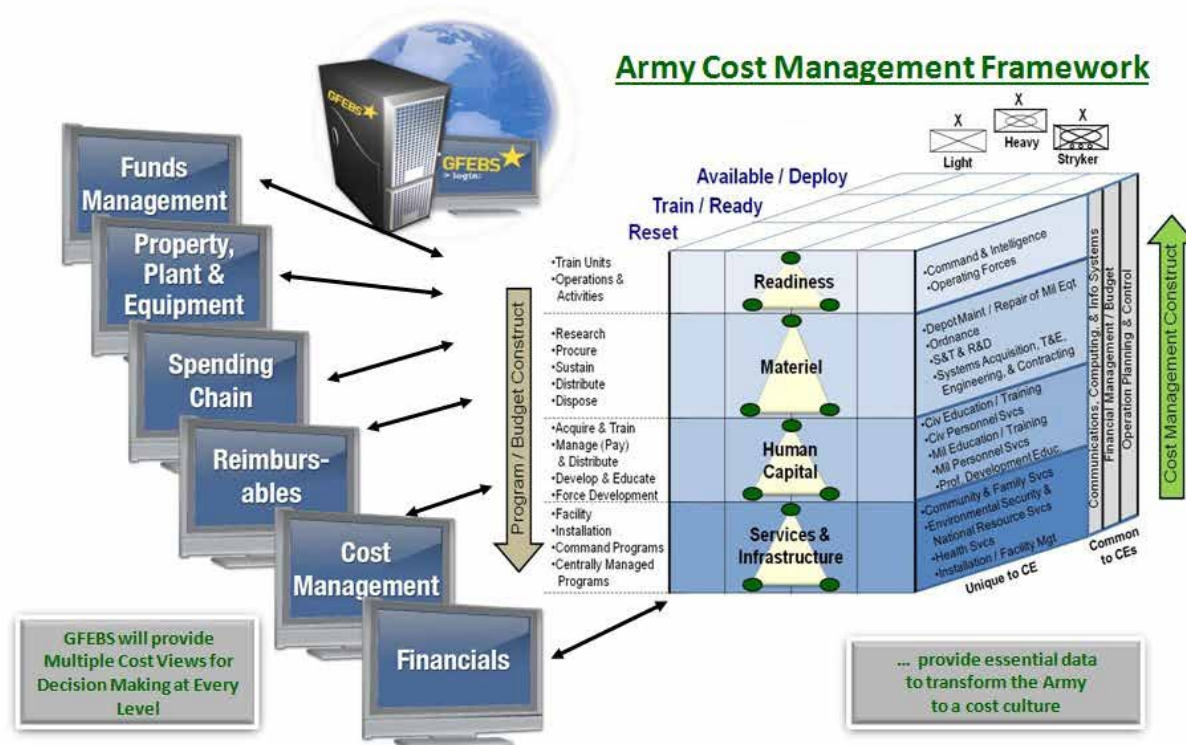 GFEBS
GFEBS
> login:
Army Cost Management Framework
X
Light
X
Heavy
X
Stryker
Funds
Management
Property,
Plant &
Equipment
Spending
Chain
Reimburs-
ables
Cost
Management
Financials
Available / Deploy
Train / Ready
Reset
Program / Budget Construct
•Train Units
•Operations &
Activities
•Research
•Procure
•Sustain
•Distribute
•Dispose
•Acquire & Train
•Manage (Pay)
& Distribute
•Develop & Educate
•Force Development
•Facility
•Installation
•Command Programs
•Centrally Managed
Programs
Readiness
Materiel
Human
Capital
Services &
Infrastructure
•Command & Intelligence
•Operating Forces
•Depot Maint / Repair of Mil Eqt
•Ordnance
•S&T & R&D
•Systems Acquisition, T&E,
Engineering, & Contracting
•Civ Education / Training
•Civ Personnel Svcs
•Mil Education / Training
•Mil Personnel Svcs
•Prof. Development Educ.
•Community & Family Svcs
•Environmental Security &
National Resource Svcs
•Health Svcs
•Installation / Facility Mgt
Communications, Computing, & Info Systems
Financial Management / Budget
Operation Planning & Control
Unique to CE
Common
to CEs
Cost Management Construct
GFEBS will provide
Multiple Cost Views for
Decision Making at Every
Level
... provide essential data
to transform the Army
to a cost culture